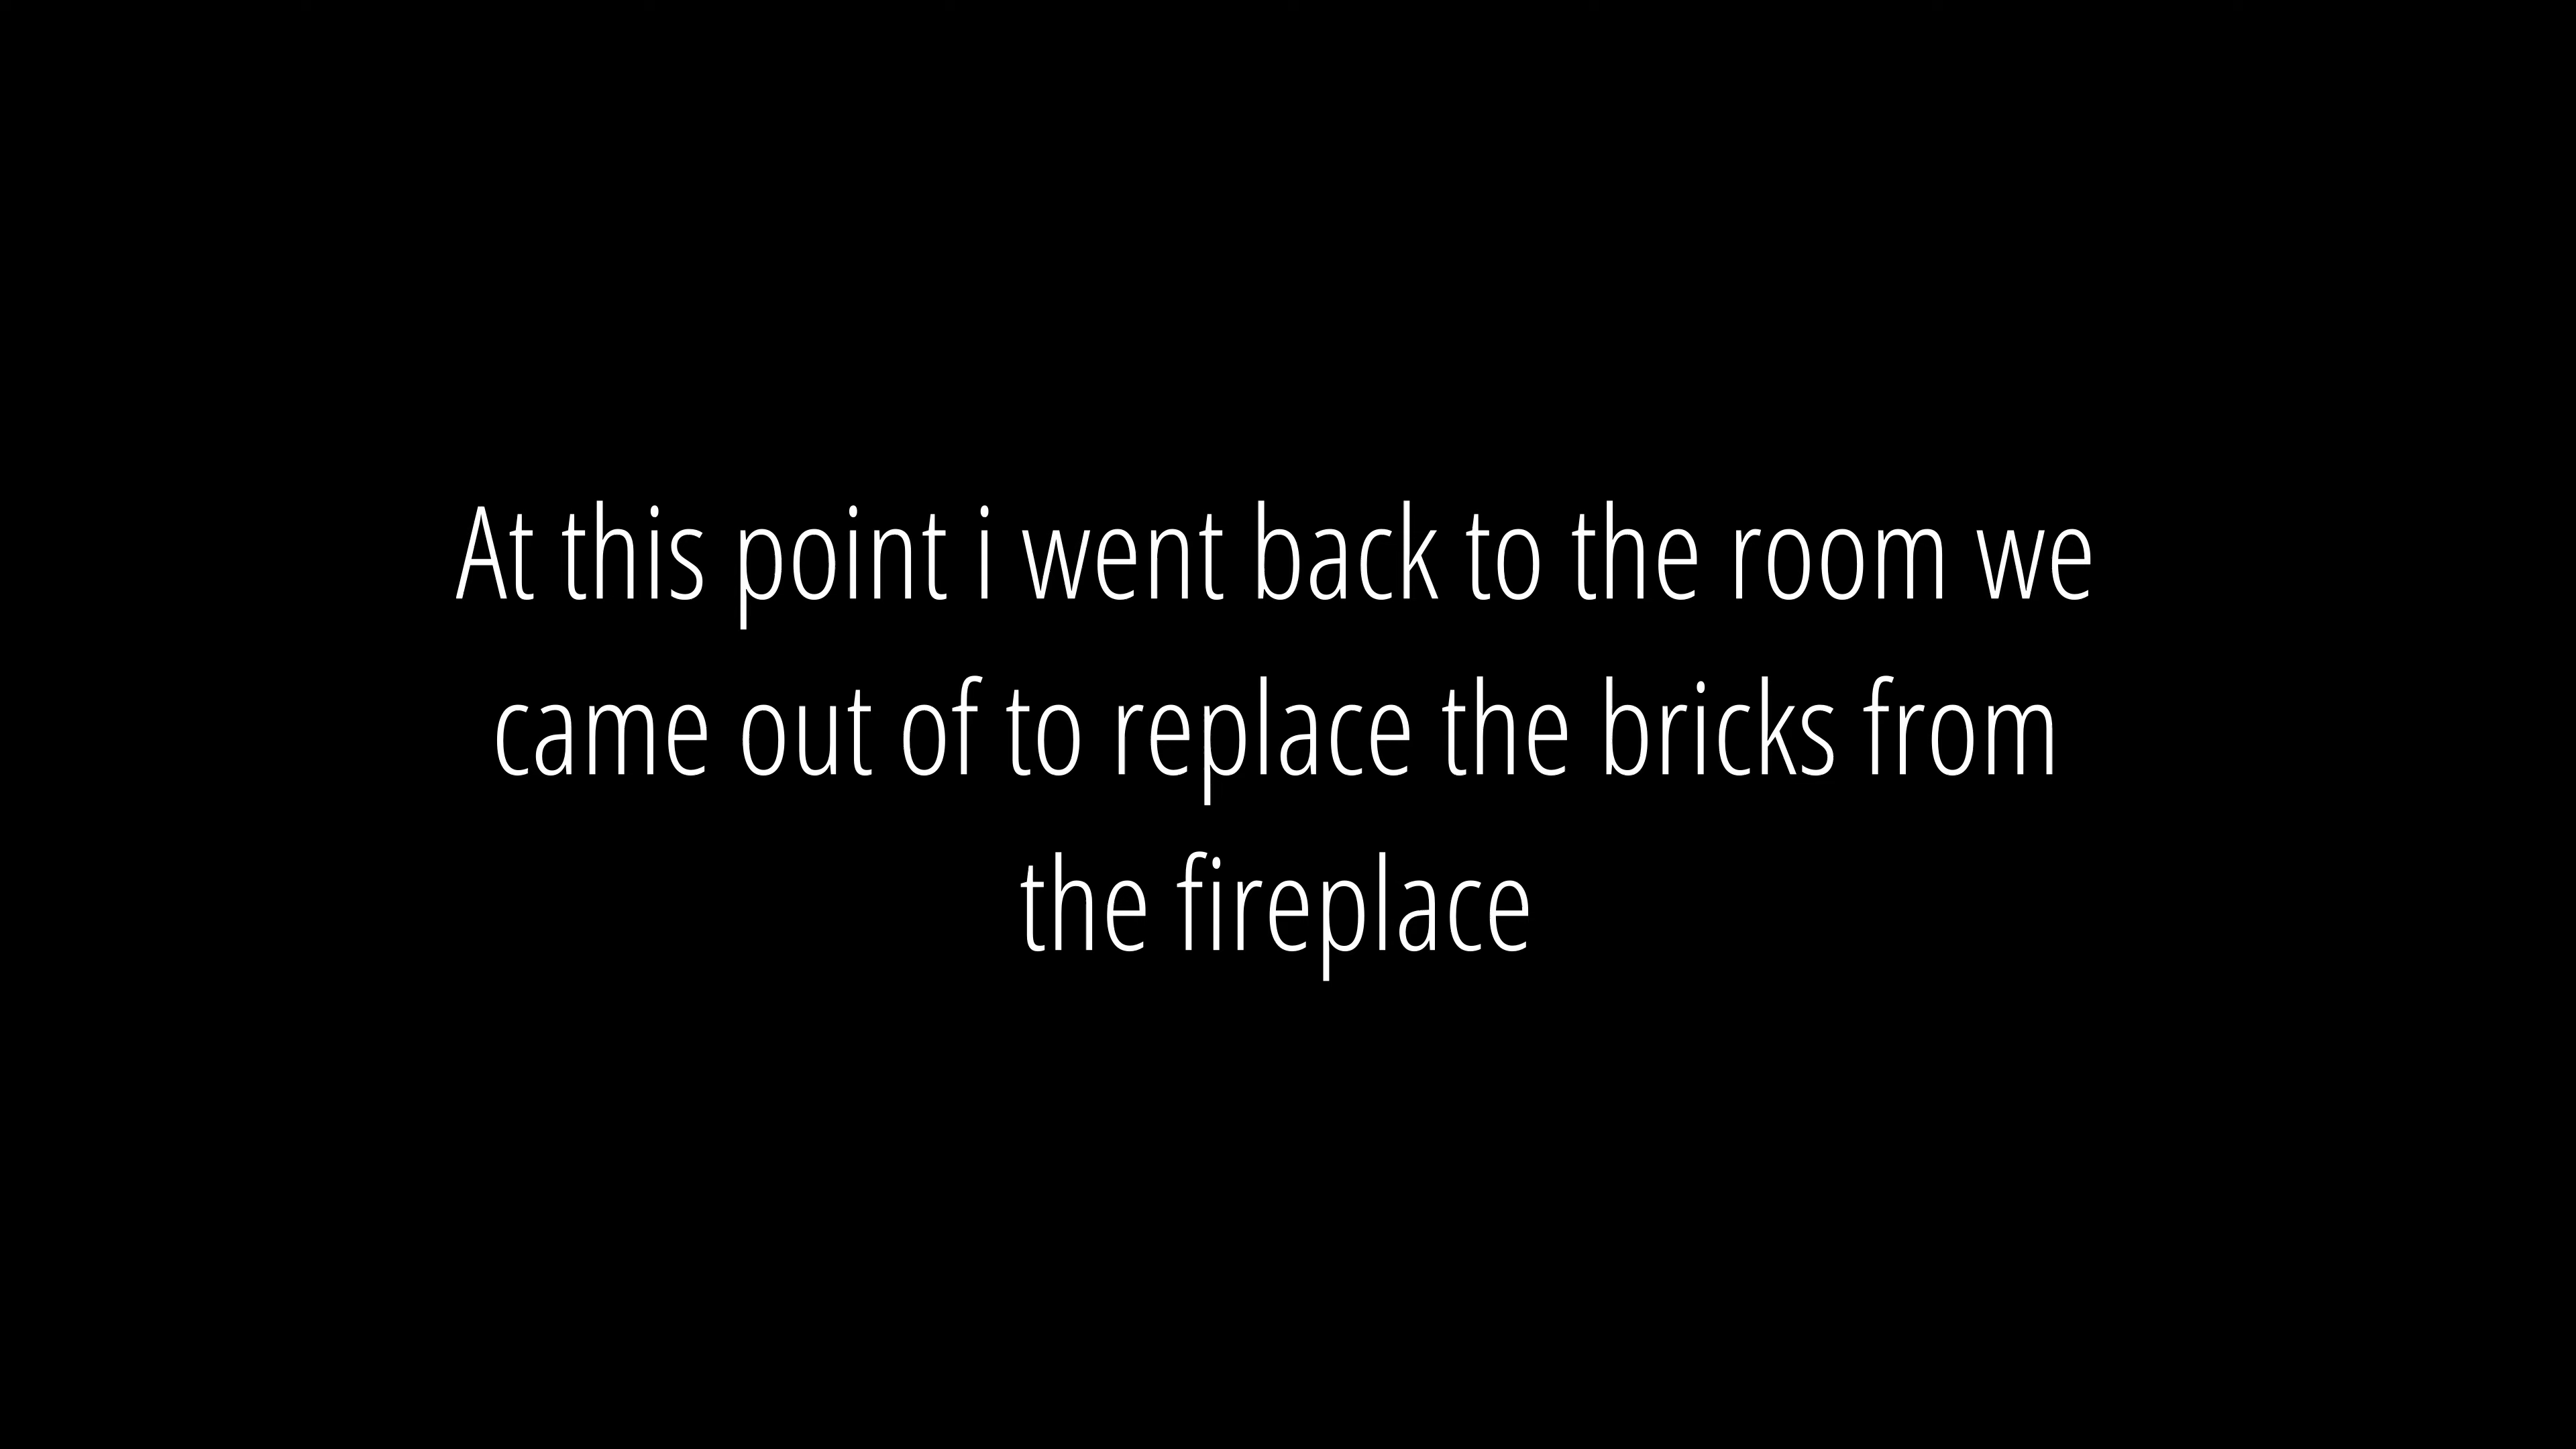 At this point i went back to the room we
came out of to replace the bricks from
the fireplace